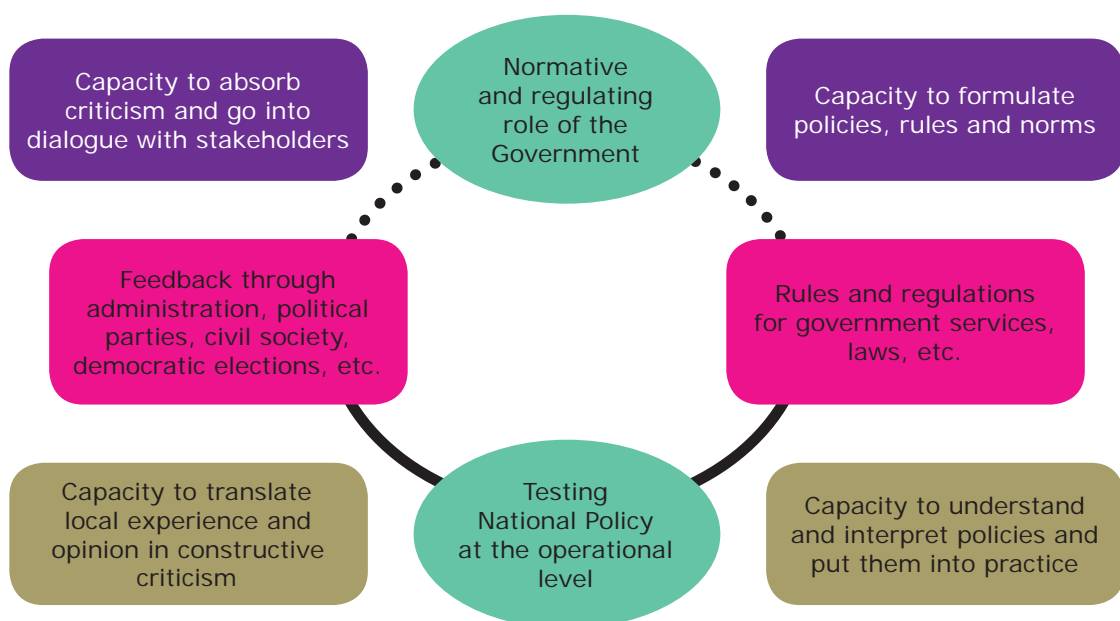 Capacity to absorb
criticism and go into
dialogue with stakeholders
Normative
and regulating
role of the
Government
Capacity to formulate
policies, rules and norms
Feedback through
administration, political
parties, civil society,
democratic elections, etc.
Rules and regulations
for government services,
laws, etc.
Capacity to translate
local experience and
opinion in constructive
criticism
Testing
National Policy
at the operational
level
Capacity to understand
and interpret policies and
put them into practice